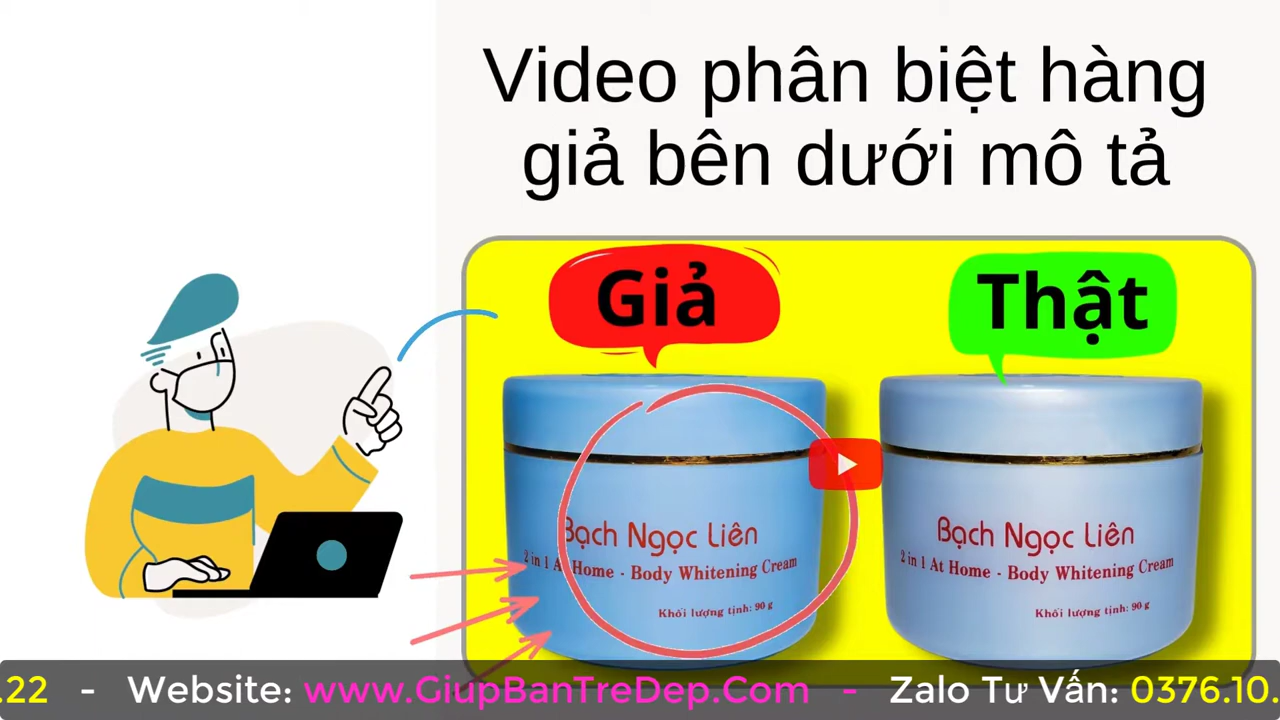 Video phân biệt hàng
giả bên dưới mô tả
Giả
Thật
Bạch Ngọc Liên
2 in 1 At Home - Body Whitening Cream
Khối lượng tịnh: 90 g
Bạch Ngọc Liên
2 in 1 At Home - Body Whitening Cream
Khối lượng tịnh: 90 g
.22 - Website: www.GiupBanTreDep.Com - Zalo Tư Vấn: 0376.10.